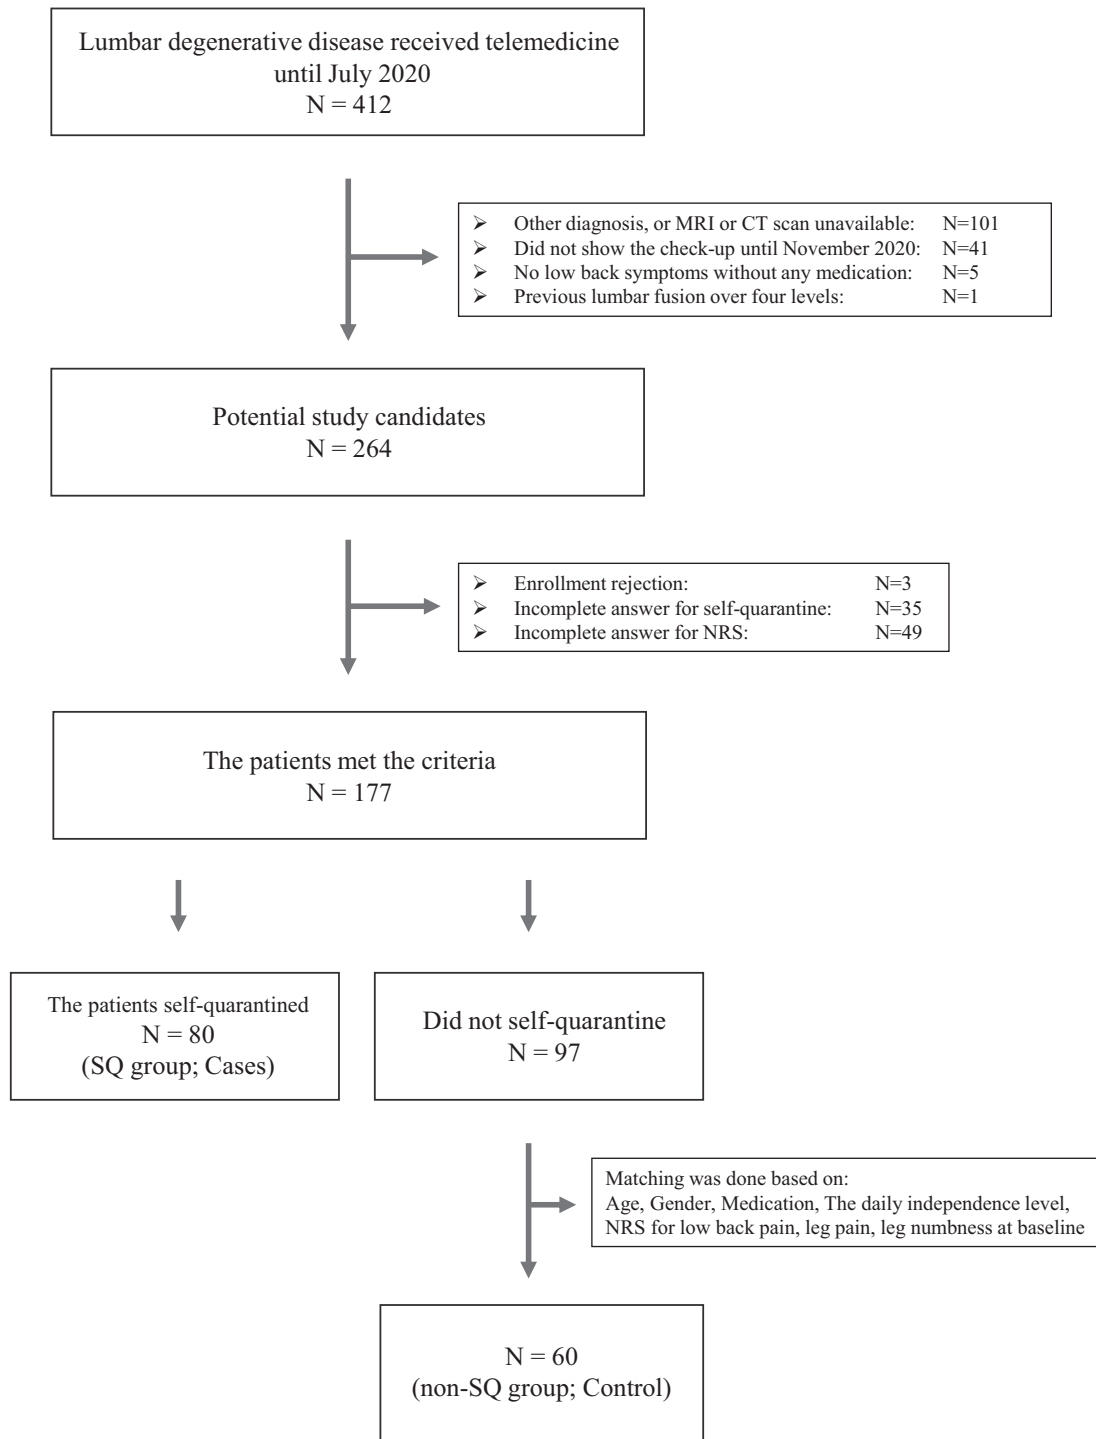 Lumbar degenerative disease received telemedicine
until July 2020
N = 412
➢ Other diagnosis, or MRI or CT scan unavailable: N=101
➢ Did not show the check-up until November 2020: N=41
➢ No low back symptoms without any medication: N=5
➢ Previous lumbar fusion over four levels: N=1
Potential study candidates
N = 264
➢ Enrollment rejection: N=3
➢ Incomplete answer for self-quarantine: N=35
➢ Incomplete answer for NRS: N=49
The patients met the criteria
N = 177
The patients self-quarantined
N = 80
(SQ group; Cases)
Did not self-quarantine
N = 97
Matching was done based on:
Age, Gender, Medication, The daily independence level,
NRS for low back pain, leg pain, leg numbness at baseline
N = 60
(non-SQ group; Control)